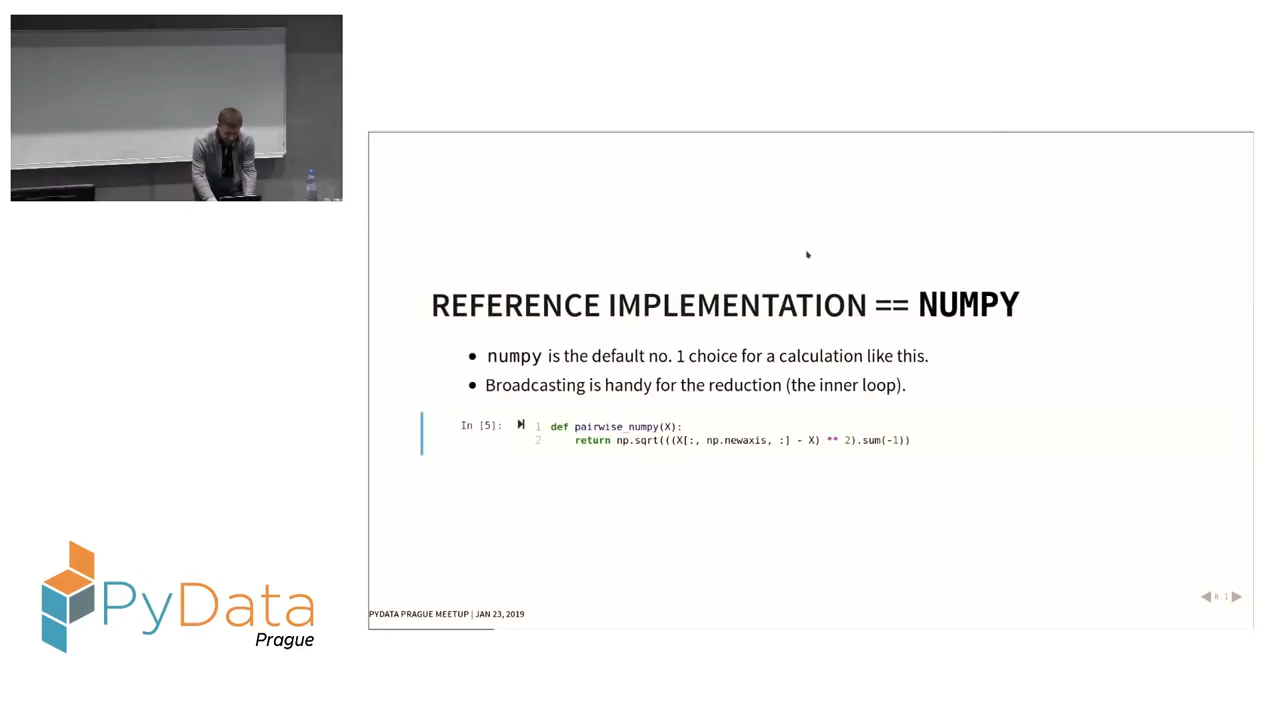 REFERENCE IMPLEMENTATION == NUMPY
numpy is the default no. 1 choice for a calculation like this.
Broadcasting is handy for the reduction (the inner loop).
In [5]:
1 def pairwise_numpy(X):
2 return np.sqrt(((X[:, np.newaxis, :] - X) ** 2).sum(-1))
PyData
Prague
PYDATA PRAGUE MEETUP | JAN 23, 2019